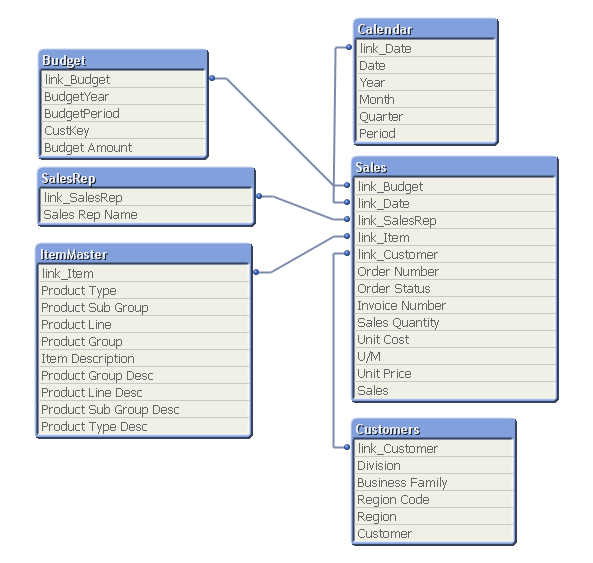 Budget
link_Budget
BudgetYear
BudgetPeriod
CustKey
Budget Amount
SalesRep
link_SalesRep
Sales Rep Name
ItemMaster
link_Item
Product Type
Product Sub Group
Product Line
Product Group
Item Description
Product Group Desc
Product Line Desc
Product Sub Group Desc
Product Type Desc
Calendar
link_Date
Date
Year
Month
Quarter
Period
Sales
link_Budget
link_Date
link_SalesRep
link_Item
link_Customer
Order Number
Order Status
Invoice Number
Sales Quantity
Unit Cost
U/M
Unit Price
Sales
Customers
link_Customer
Division
Business Family
Region Code
Region
Customer